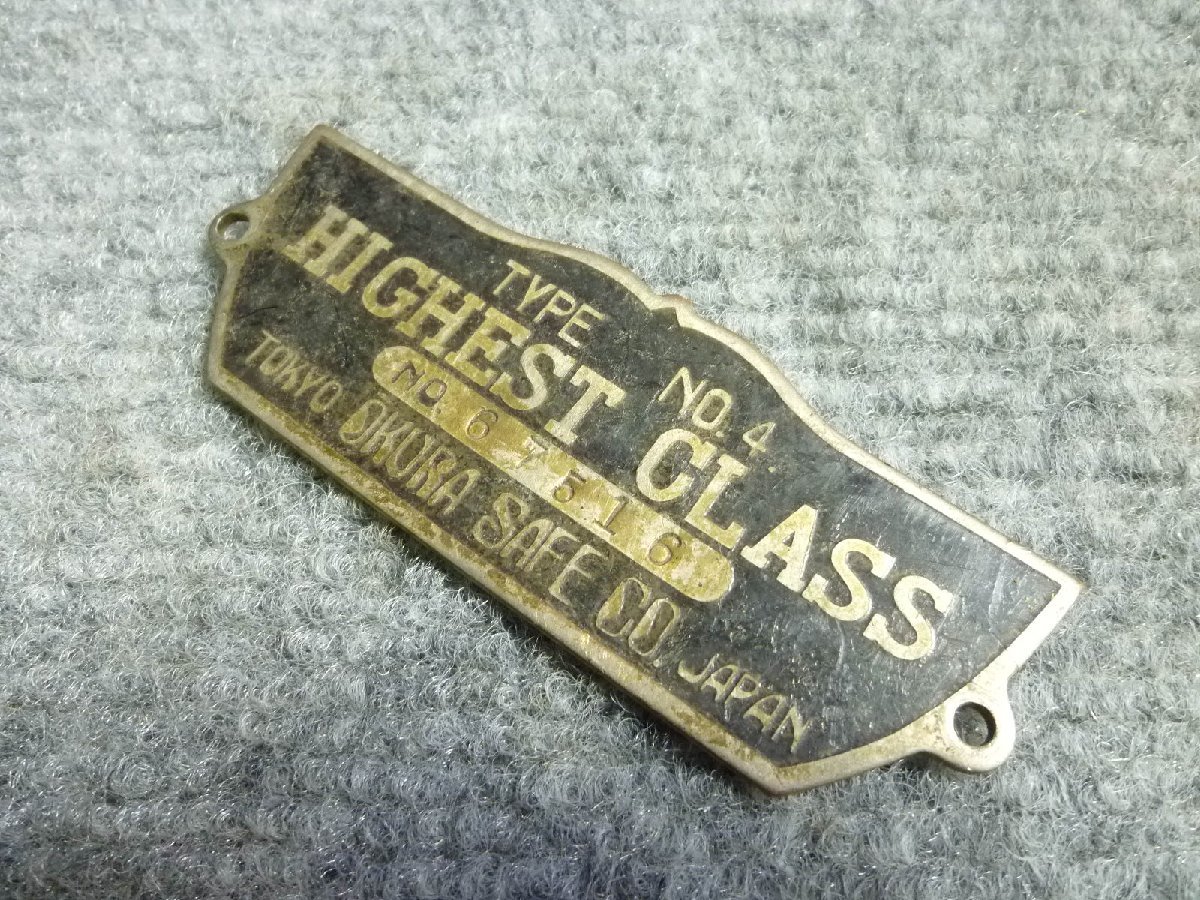 TYPE NO. 4
HIGHEST CLASS
NO. 67516
TOKYO OKURA SAFE CO. JAPAN